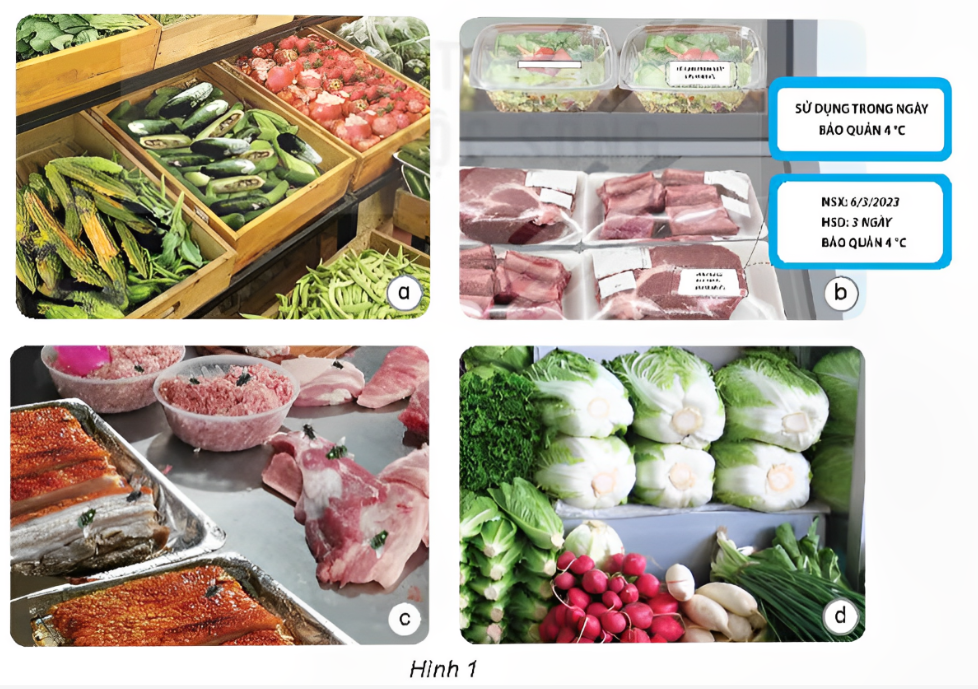 a
SỬ DỤNG TRONG NGÀY
BẢO QUẢN 4 °C
NSX: 6/3/2023
HSD: 3 NGÀY
BẢO QUẢN 4 °C
b
c
d
Hình 1